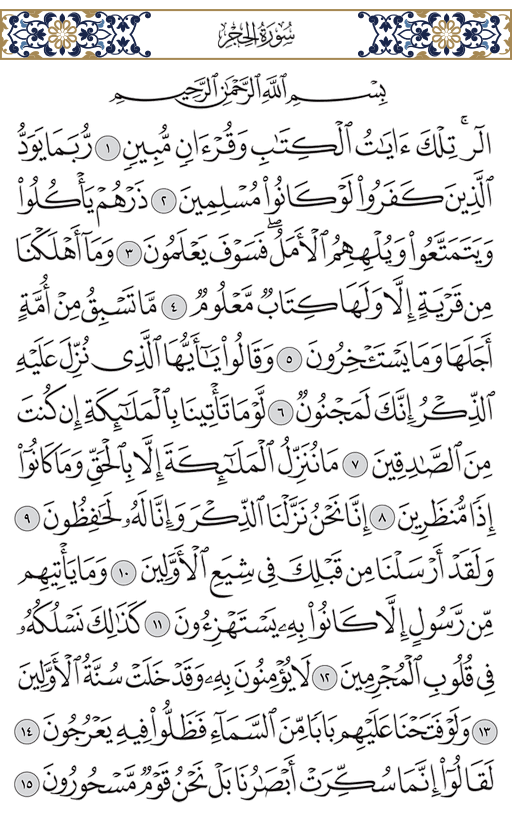 سُورَةُ الحِجْرِ
بِسْمِ اللَّهِ الرَّحْمَٰنِ الرَّحِيمِ
الٓرۚ تِلۡكَ ءَايَٰتُ ٱلۡكِتَٰبِ وَقُرۡءَانٖ مُّبِينٖ ١ رُّبَمَا يَوَدُّ
ٱلَّذِينَ كَفَرُواْ لَوۡ كَانُواْ مُسۡلِمِينَ ٢ ذَرۡهُمۡ يَأۡكُلُواْ
وَيَتَمَتَّعُواْ وَيُلۡهِهِمُ ٱلۡأَمَلُۖ فَسَوۡفَ يَعۡلَمُونَ ٣ وَمَآ أَهۡلَكۡنَا
مِن قَرۡيَةٍ إِلَّا وَلَهَا كِتَابٞ مَّعۡلُومٞ ٤ مَّا تَسۡبِقُ مِنۡ أُمَّةٍ
أَجَلَهَا وَمَا يَسۡتَـٔۡخِرُونَ ٥ وَقَالُواْ يَٰٓأَيُّهَا ٱلَّذِي نُزِّلَ عَلَيۡهِ
ٱلذِّكۡرُ إِنَّكَ لَمَجۡنُونٞ ٦ لَّوۡمَا تَأۡتِينَا بِٱلۡمَلَٰٓئِكَةِ إِن كُنتَ
مِنَ ٱلصَّٰدِقِينَ ٧ مَا نُنَزِّلُ ٱلۡمَلَٰٓئِكَةَ إِلَّا بِٱلۡحَقِّ وَمَا كَانُوٓاْ
إِذٗا مُّنظَرِينَ ٨ إِنَّا نَحۡنُ نَزَّلۡنَا ٱلذِّكۡرَ وَإِنَّا لَهُۥ لَحَٰفِظُونَ ٩
وَلَقَدۡ أَرۡسَلۡنَا مِن قَبۡلِكَ فِي شِيَعِ ٱلۡأَوَّلِينَ ١٠ وَمَا يَأۡتِيهِم
مِّن رَّسُولٍ إِلَّا كَانُواْ بِهِۦ يَسۡتَهۡزِءُونَ ١١ كَذَٰلِكَ نَسۡلُكُهُۥ
فِي قُلُوبِ ٱلۡمُجۡرِمِينَ ١٢ لَا يُؤۡمِنُونَ بِهِۦ وَقَدۡ خَلَتۡ سُنَّةُ ٱلۡأَوَّلِينَ
١٣ وَلَوۡ فَتَحۡنَا عَلَيۡهِم بَابٗا مِّنَ ٱلسَّمَآءِ فَظَلُّواْ فِيهِ يَعۡرُجُونَ ١٤
لَقَالُوٓاْ إِنَّمَا سُكِّرَتۡ أَبۡصَٰرُنَا بَلۡ نَحۡنُ قَوۡمٞ مَّسۡحُورُونَ ١٥